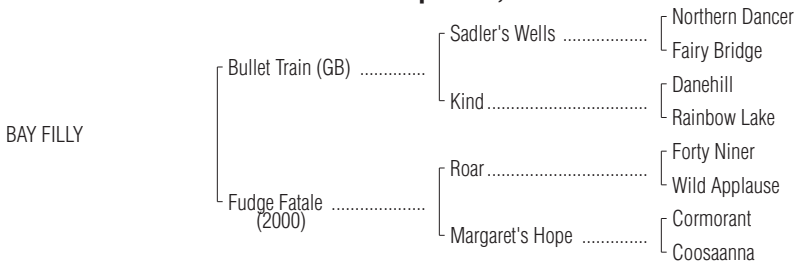 Northern Dancer
Sadler's Wells ..................
Fairy Bridge
Bullet Train (GB) ..............
Danehill
Kind..................................
Rainbow Lake
BAY FILLY
Forty Niner
Roar..................................
Wild Applause
Fudge Fatale ....................
(2000)
Cormorant
Margaret's Hope ..............
Coosaanna